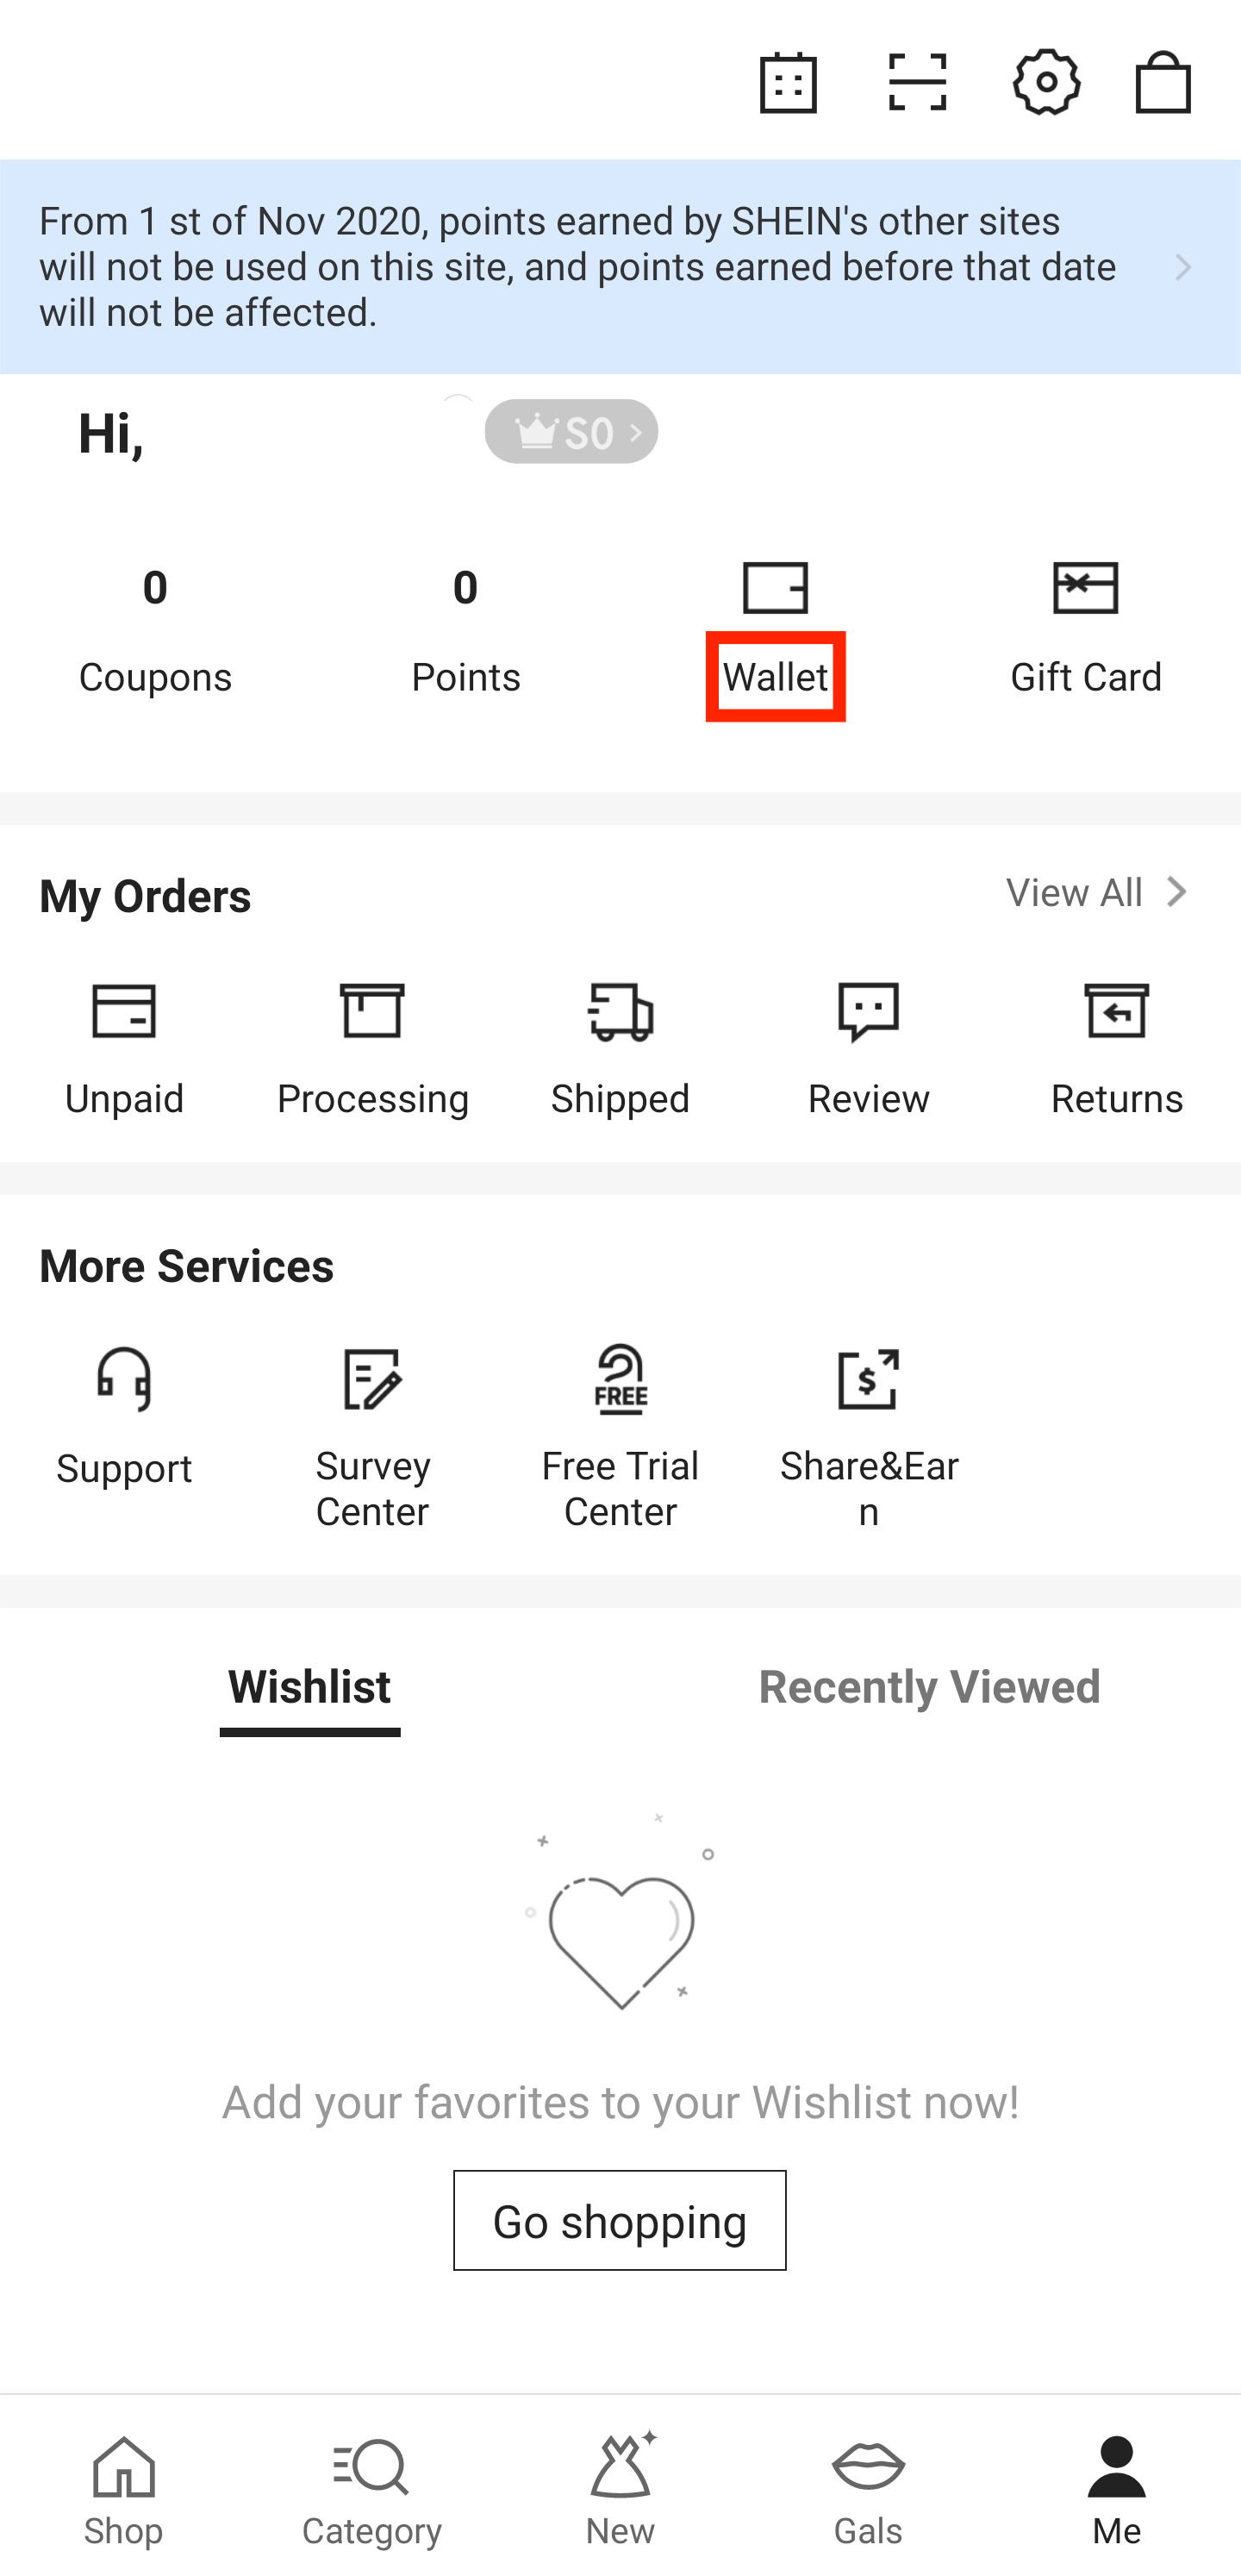 From 1 st of Nov 2020, points earned by SHEIN's other sites
will not be used on this site, and points earned before that date
will not be affected.
Hi,
S0
0
0
Coupons
Points
Wallet
Gift Card
My Orders
View All
Unpaid
Processing
Shipped
Review
Returns
More Services
FREE
$
Support
Survey
Center
Free Trial
Center
Share&Ear
n
Wishlist
Recently Viewed
Add your favorites to your Wishlist now!
Go shopping
Shop
Category
New
Gals
Me